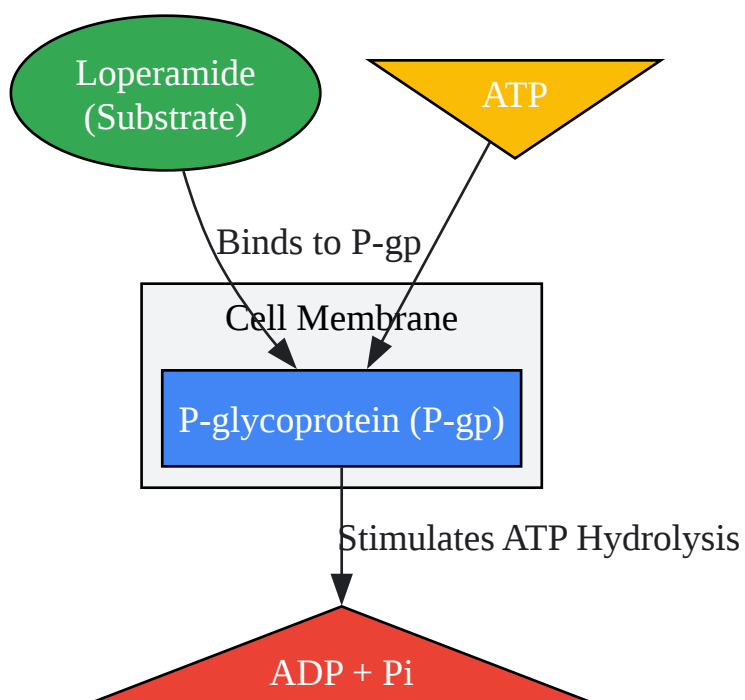 Loperamide
(Substrate)
ATP
Binds to P-gp
Cell Membrane
P-glycoprotein (P-gp)
Stimulates ATP Hydrolysis
ADP + Pi